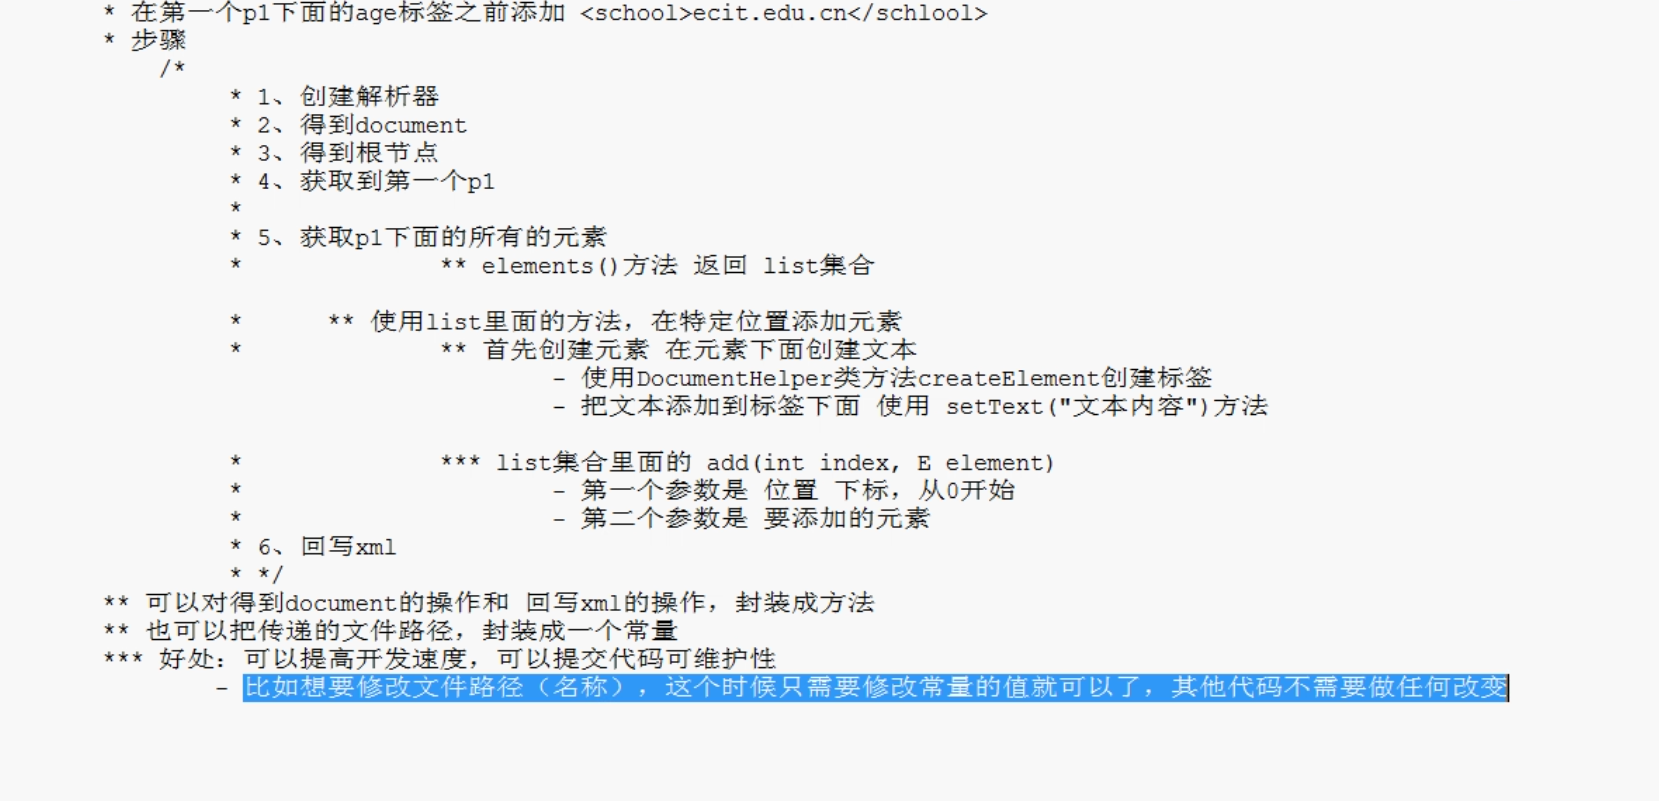 * 在第一个p1下面的age标签之前添加 <school>ecit.edu.cn</schlool>
* 步骤
/*
* 1、创建解析器
* 2、得到document
* 3、得到根节点
* 4、获取到第一个p1
*
* 5、获取p1下面的所有的元素
* ** elements()方法 返回 list集合
* ** 使用list里面的方法，在特定位置添加元素
* ** 首先创建元素 在元素下面创建文本
- 使用DocumentHelper类方法createElement创建标签
- 把文本添加到标签下面 使用 setText("文本内容")方法
* *** list集合里面的 add(int index, E element)
* - 第一个参数是 位置 下标，从0开始
* - 第二个参数是 要添加的元素
* 6、回写xml
* */
** 可以对得到document的操作和 回写xml的操作，封装成方法
** 也可以把传递的文件路径，封装成一个常量
*** 好处：可以提高开发速度，可以提交代码可维护性
- 比如想要修改文件路径（名称），这个时候只需要修改常量的值就可以了，其他代码不需要做任何改变